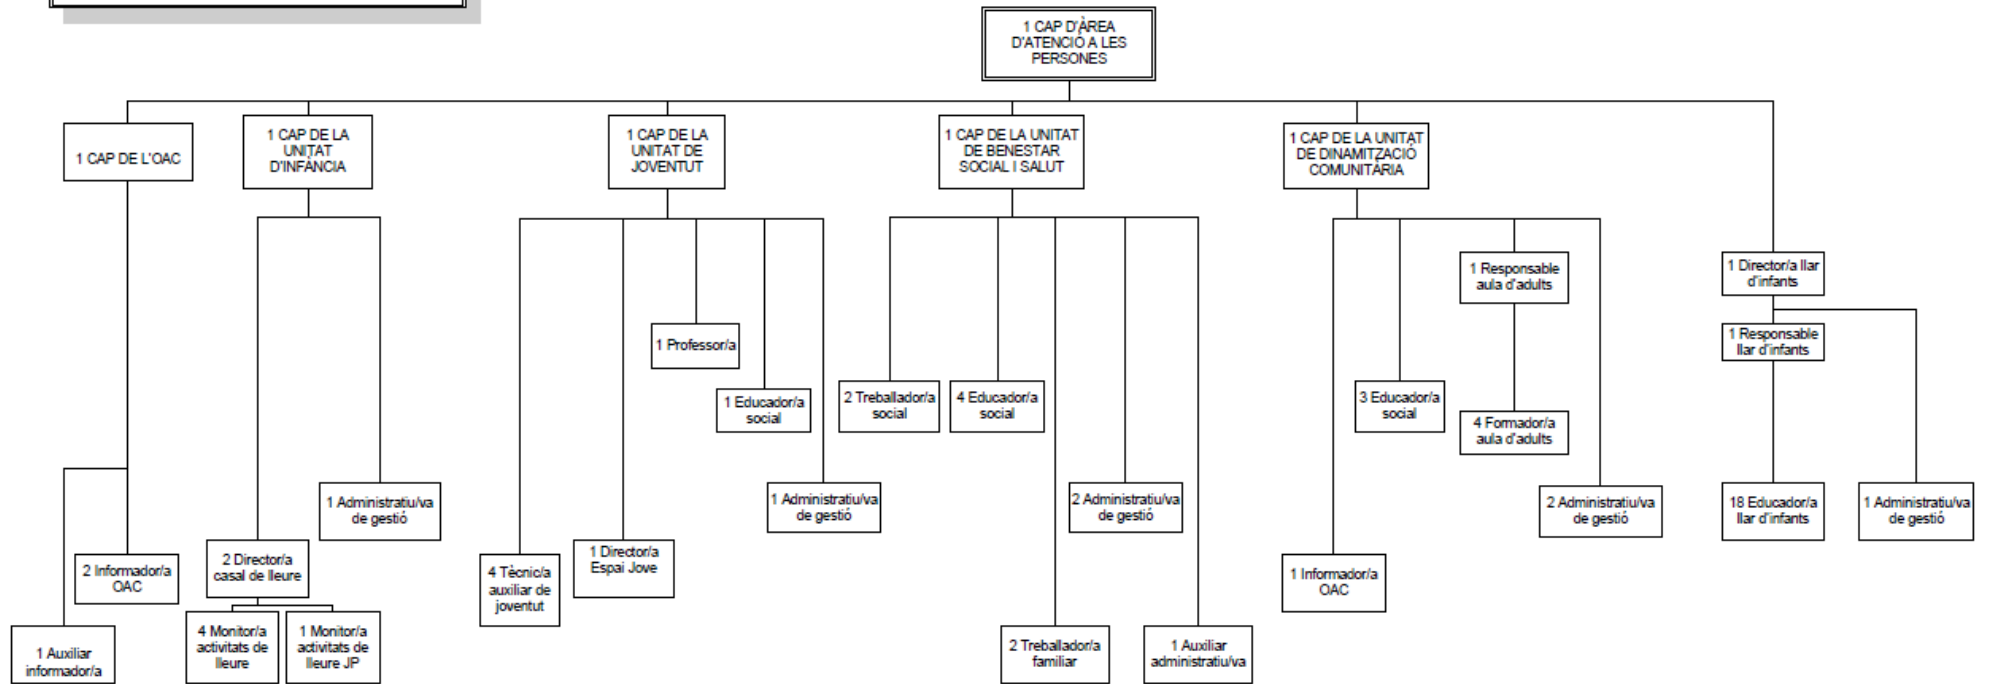 1 CAP D'ÀREA
D'ATENCIÓ A LES
PERSONES
1 CAP DE L'OAC
1 CAP DE LA
UNITAT
D'INFÀNCIA
1 CAP DE LA
UNITAT DE
JOVENTUT
1 CAP DE LA UNITAT
DE BENESTAR
SOCIAL I SALUT
1 CAP DE LA UNITAT
DE DINAMITZACIÓ
COMUNITÀRIA
1 Responsable
aula d'adults
1 Director/a llar
d'infants
1 Professor/a
1 Responsable
llar d'infants
1 Educador/a
social
2 Treballador/a
social
4 Educador/a
social
3 Educador/a
social
4 Formador/a
aula d'adults
1 Administratiu/va
de gestió
1 Administratiu/va
de gestió
2 Administratiu/va
de gestió
2 Administratiu/va
de gestió
18 Educador/a
llar d'infants
1 Administratiu/va
de gestió
2 Informador/a
OAC
2 Director/a
casal de lleure
4 Tècnic/a
auxiliar de
joventut
1 Director/a
Espai Jove
1 Informador/a
OAC
1 Auxiliar
informador/a
4 Monitor/a
activitats de
lleure
1 Monitor/a
activitats de
lleure JP
2 Treballador/a
familiar
1 Auxiliar
administratiu/va